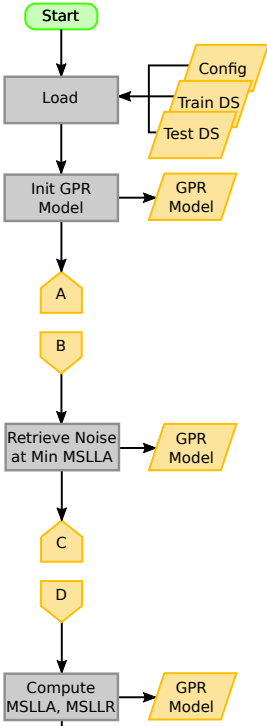 Start
Load
Config
Train DS
Test DS
Init GPR
Model
GPR
Model
A
B
Retrieve Noise
at Min MSLLA
GPR
Model
C
D
Compute
MSLLA, MSLLR
GPR
Model